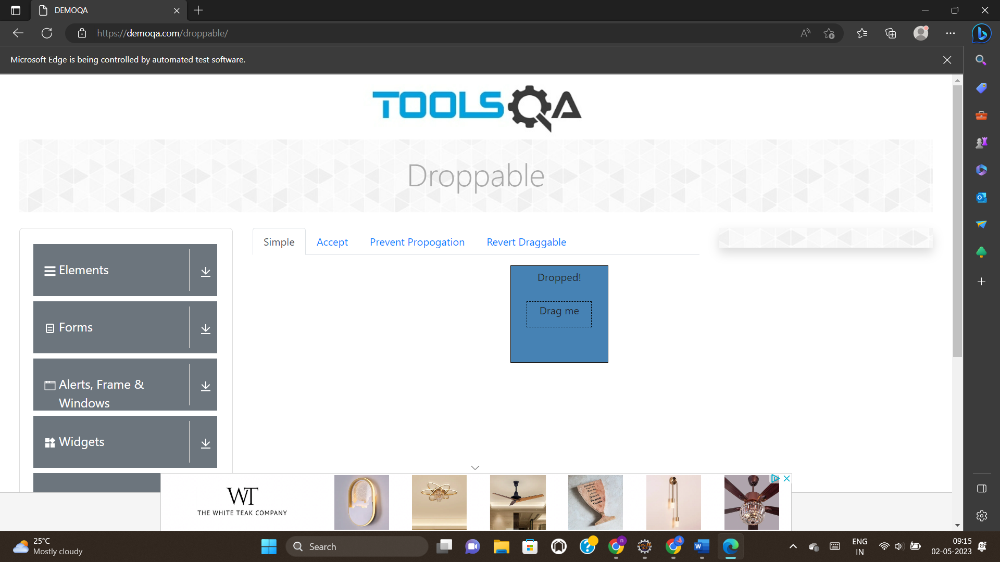 DEMOQA
https://demoqa.com/droppable/
Microsoft Edge is being controlled by automated test software.
TOOLSQA
Droppable
Simple
Accept
Prevent Propogation
Revert Draggable
Elements
Forms
Alerts, Frame &
Windows
Widgets
Dropped!
Drag me
WT
THE WHITE TEAK COMPANY
25°C
Mostly cloudy
Search
ENG
IN
09:15
02-05-2023